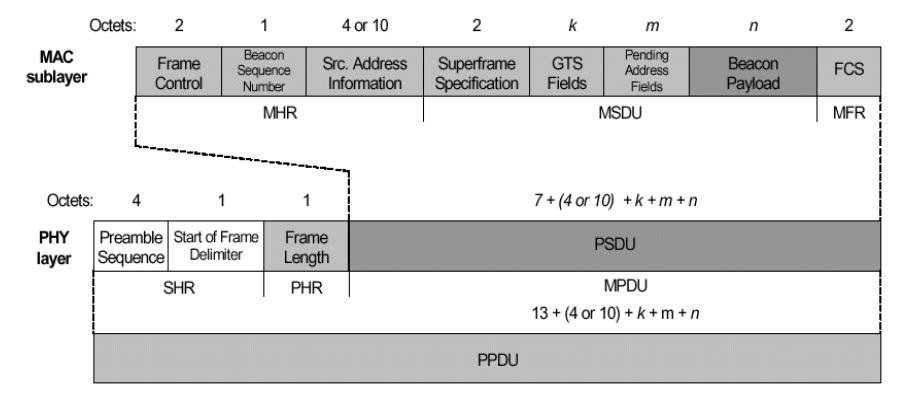 Octets: 2 1 4 or 10 2 k m n 2
MAC sublayer
Frame Control
Beacon Sequence Number
Src. Address Information
Superframe Specification
GTS Fields
Pending Address Fields
Beacon Payload
FCS
MHR MSDU MFR
Octets: 4 1 1 7 + (4 or 10) + k + m + n
PHY layer
Preamble Sequence
Start of Frame Delimiter
Frame Length
PSDU
SHR PHR MPDU
13 + (4 or 10) + k + m + n
PPDU